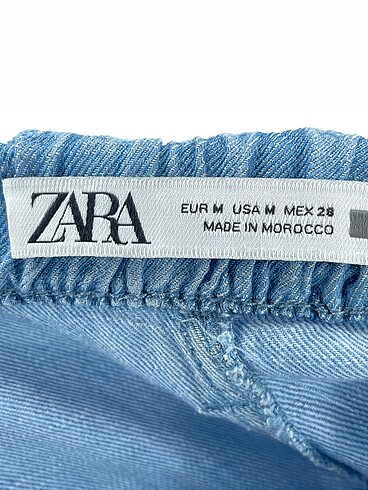 ZARA
EUR M USA M MEX 28
MADE IN MOROCCO